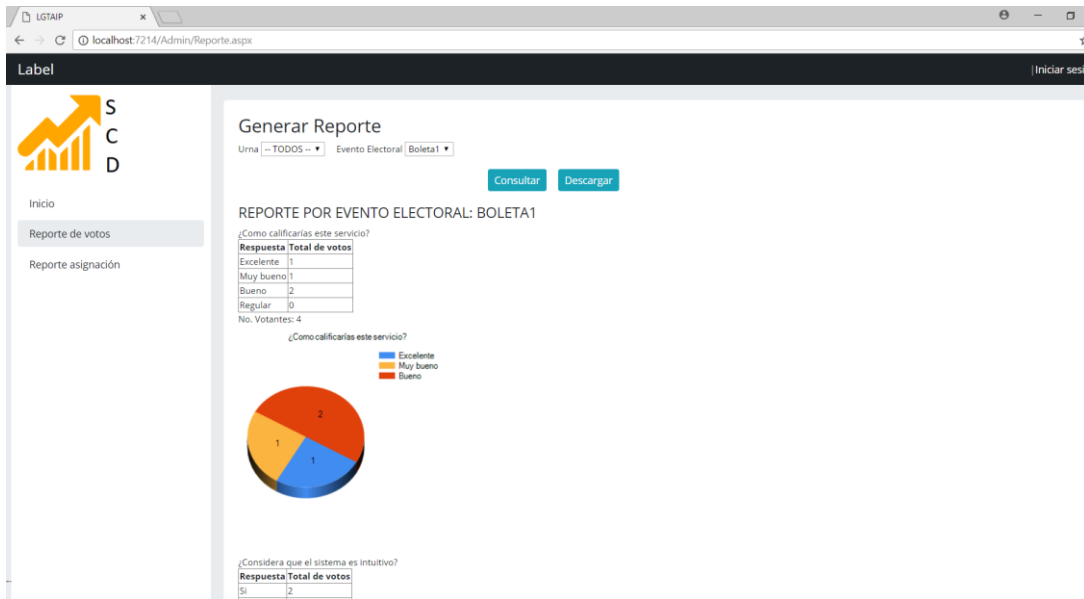 LGTAIP
localhost:7214/Admin/Reporte.aspx
Label
|Iniciar sesi
S
C
D
Inicio
Reporte de votos
Reporte asignación
Generar Reporte
Urna -- TODOS -- Evento Electoral Boleta1
Consultar Descargar
REPORTE POR EVENTO ELECTORAL: BOLETA1
¿Como calificarías este servicio?
Respuesta Total de votos
Excelente 1
Muy bueno 1
Bueno 2
Regular 0
No. Votantes: 4
¿Como calificarías este servicio?
Excelente
Muy bueno
Bueno
2
1
1
¿Considera que el sistema es intuitivo?
Respuesta Total de votos
Si 2